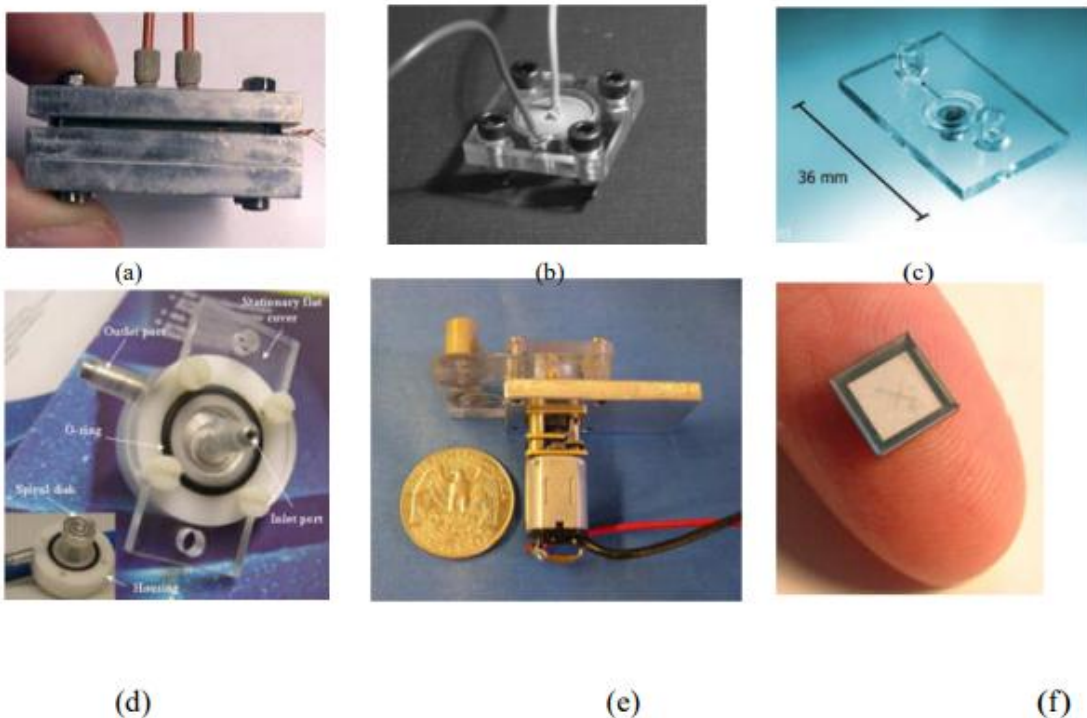 36 mm
(a)
(b)
(c)
Stationary flat
cover
Outlet port
O-ring
Spiral disk
Inlet port
Housing
(d)
(e)
(f)